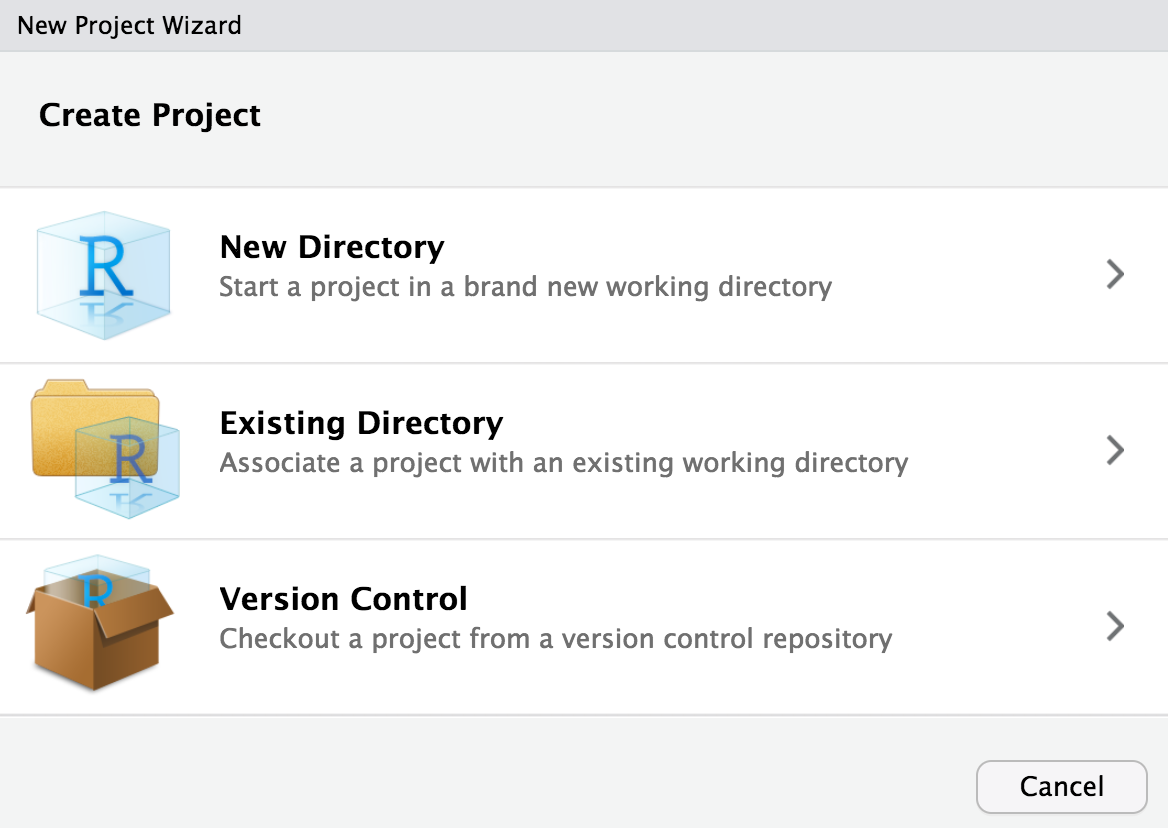 New Project Wizard
Create Project
R
New Directory
Start a project in a brand new working directory
R
Existing Directory
Associate a project with an existing working directory
R
Version Control
Checkout a project from a version control repository
Cancel